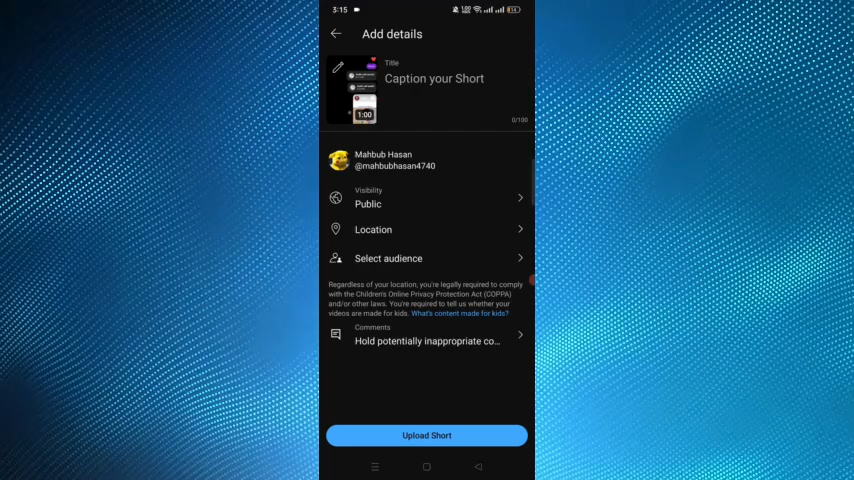 3:15
Add details
Title
Caption your Short
1:00
0/100
Mahbub Hasan
@mahbubhasan4740
Visibility
Public
Location
Select audience
Regardless of your location, you're legally required to comply
with the Children's Online Privacy Protection Act (COPPA)
and/or other laws. You're required to tell us whether your
videos are made for kids. What's content made for kids?
Comments
Hold potentially inappropriate co...
Upload Short